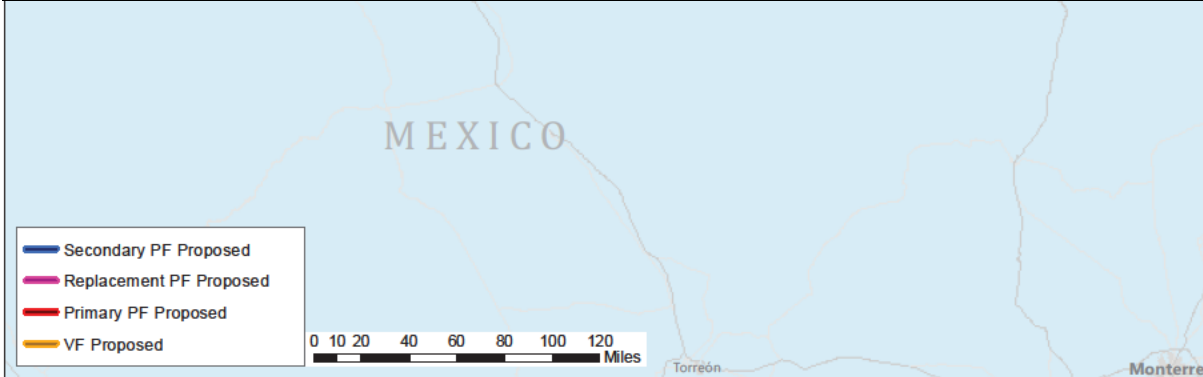 MEXICO
Secondary PF Proposed
Replacement PF Proposed
Primary PF Proposed
VF Proposed
0 10 20 40 60 80 100 120
Miles
Torreón
Monterre